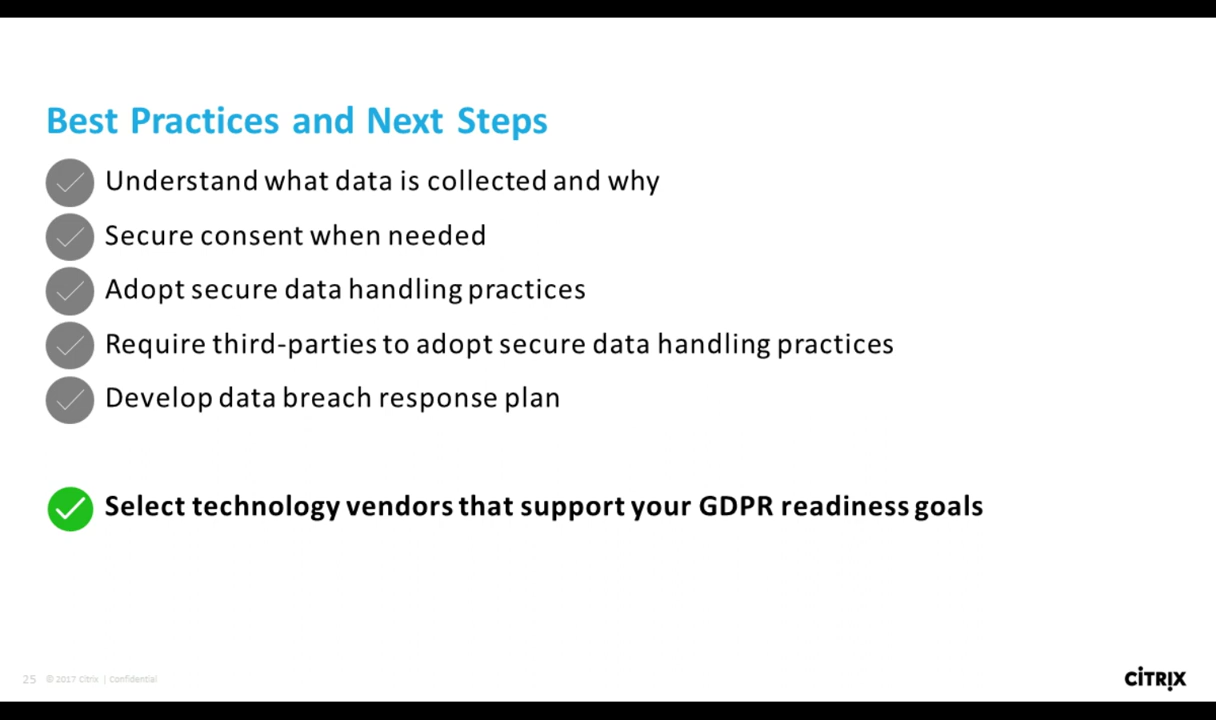 Best Practices and Next Steps
Understand what data is collected and why
Secure consent when needed
Adopt secure data handling practices
Require third-parties to adopt secure data handling practices
Develop data breach response plan
Select technology vendors that support your GDPR readiness goals
25 © 2017 Citrix | Confidential
CİTRIX